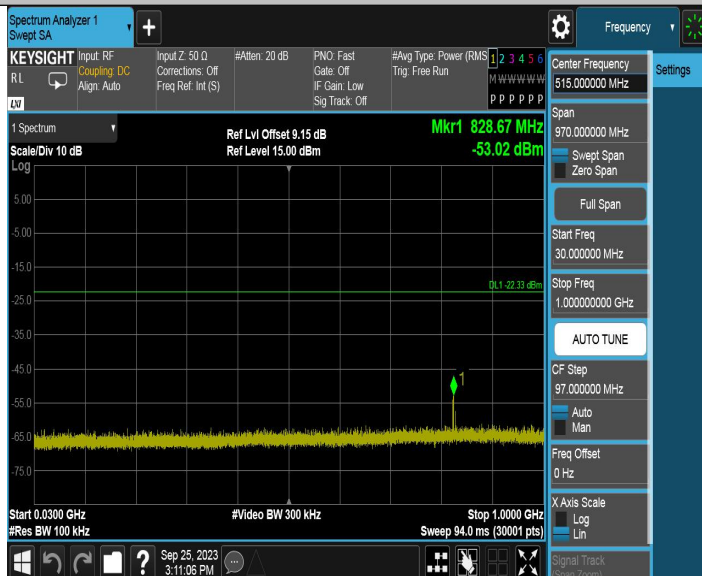 Spectrum Analyzer 1
Swept SA
Frequency
KEYSIGHT
RL
LXI
Input: RF
Coupling: DC
Align: Auto
Input Z: 50 Ω
Corrections: Off
Freq Ref: Int (S)
#Atten: 20 dB
PNO: Fast
Gate: Off
IF Gain: Low
Sig Track: Off
#Avg Type: Power (RMS
Trig: Free Run
1 2 3 4 5 6
M W W W W W
P P P P P P
Center Frequency
515.000000 MHz
Settings
Span
970.000000 MHz
Swept Span
Zero Span
Full Span
Start Freq
30.000000 MHz
Stop Freq
1.000000000 GHz
AUTO TUNE
CF Step
97.000000 MHz
Auto
Man
Freq Offset
0 Hz
X Axis Scale
Log
Lin
Signal Track
(Span Zoom)
1 Spectrum
Scale/Div 10 dB
Log
Ref Lvl Offset 9.15 dB
Ref Level 15.00 dBm
Mkr1 828.67 MHz
-53.02 dBm
5.00
-5.00
-15.0
DL1 -22.33 dBm
-25.0
-35.0
-45.0
1
-55.0
-65.0
-75.0
Start 0.0300 GHz
#Res BW 100 kHz
#Video BW 300 kHz
Stop 1.0000 GHz
Sweep 94.0 ms (30001 pts)
?
Sep 25, 2023
3:11:06 PM